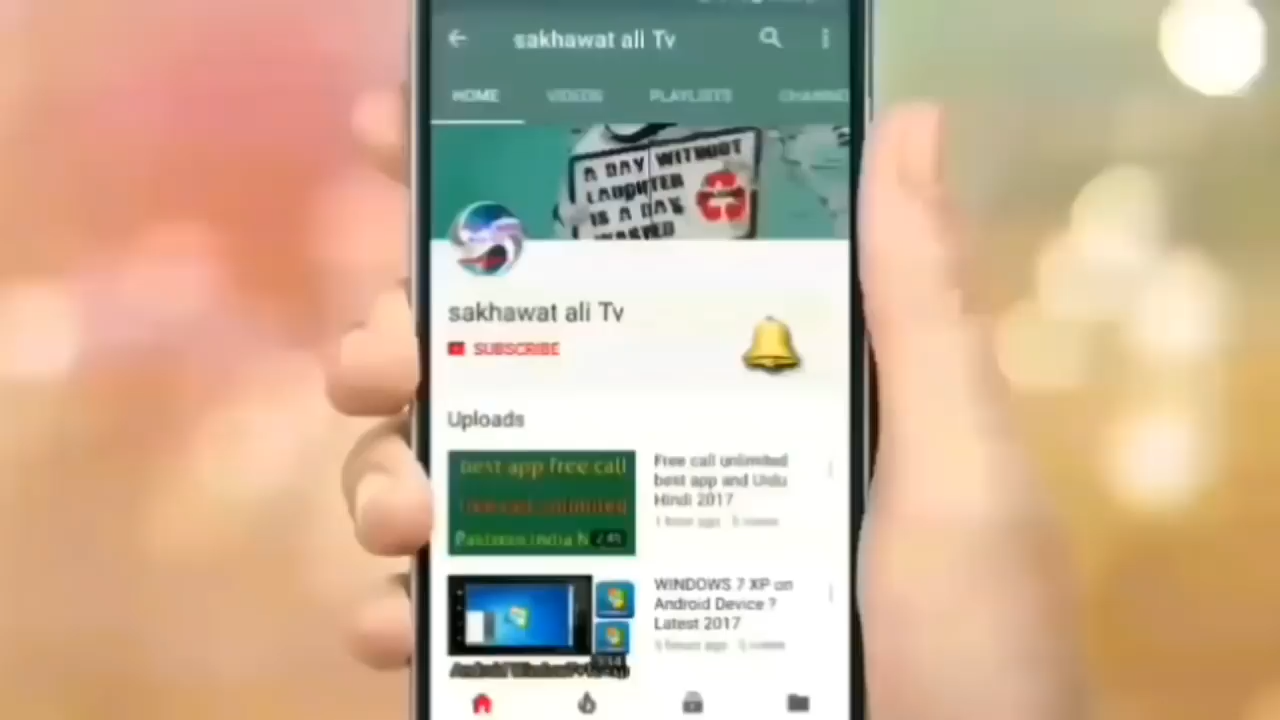 sakhawat ali Tv
HOME VIDEOS PLAYLISTS
A DAY WITHOUT
LAUGHTER
IS A DAY
WASTED
sakhawat ali Tv
SUBSCRIBE
Uploads
best app free call
Free call unlimited
best app and Urdu
Hindi 2017
WINDOWS 7 XP on
Android Device ?
Latest 2017